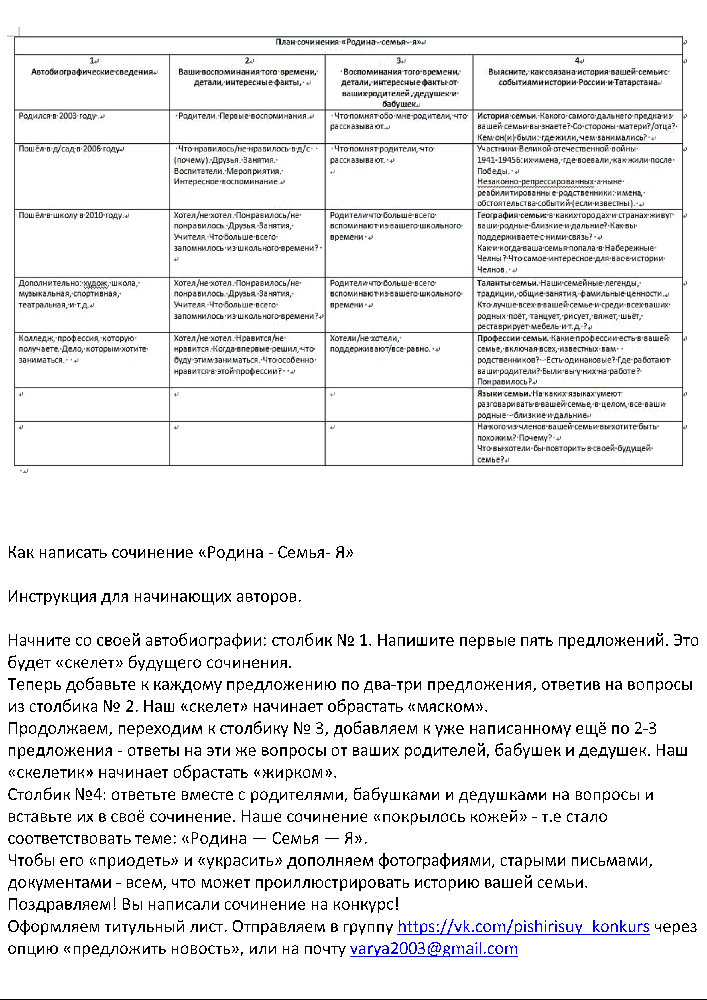 План сочинения «Родина - семья - я»
1
Автобиографические сведения
2
Ваши воспоминания того времени,
детали, интересные факты,
3
Воспоминания того времени,
детали, интересные факты от
ваших родителей, дедушек и
бабушек
4
Выясните, как связана история вашей семьи с
событиями истории России и Татарстана
Родился в 2003 году .
Родители. Первые воспоминания.
Что помнят обо мне родители, что
рассказывают.
История семьи. Какого самого дальнего предка из
вашей семьи вы знаете? Со стороны матери?/отца?
Кем он(и) были: где жили, чем занимались?
Пошёл в д/сад в 2006 году
Что нравилось/не нравилось в д/с
(почему). Друзья. Занятия.
Воспитатели. Мероприятия.
Интересное воспоминание.
Что помнят родители, что
рассказывают.
Участники Великой отечественной войны
1941-19456: их имена, где воевали, как жили после
Победы.
Незаконно-репрессированных а ныне
реабилитированные родственники: имена,
обстоятельства событий (если известны).
Пошёл в школу в 2010 году.
Хотел/не хотел. Понравилось/не
понравилось. Друзья. Занятия,
Учителя. Что больше всего
запомнилось из школьного времени?
Родители что больше всего
вспоминают из вашего школьного
времени
География семьи: в каких городах и странах живут
ваши родные близкие и дальние? Как вы
поддерживаете с ними связь?
Как и когда ваша семья попала в Набережные
Челны? Что самое интересное для вас в истории
Челнов.
Дополнительно: худож. школа,
музыкальная, спортивная,
театральная, и т.д.
Хотел/не хотел. Понравилось/не
понравилось. Друзья. Занятия,
Учителя. Что больше всего
запомнилось из школьного времени?
Родители что больше всего
вспоминают из вашего школьного
времени
Таланты семьи. Наши семейные легенды,
традиции, общие занятия, фамильные ценности.
Кто лучше всех в вашей семье и среди всех ваших
родных поёт, танцует, рисует, вяжет, шьёт,
реставрирует мебель и т.д. ?
Колледж, профессия, которую
получаете. Дело, которым хотите
заниматься.
Хотел/не хотел. Нравится/не
нравится. Когда впервые решил, что
буду этим заниматься. Что особенно
нравится в этой профессии?
Хотели/не хотели,
поддерживают/все равно.
Профессии семьи. Какие профессии есть в вашей
семье, включая всех, известных вам
родственников? - Есть одинаковые? Где работают
ваши родители? Были вы у них на работе?
Понравилось?
Языки семьи. На каких языках умеют
разговаривать в вашей семье, в целом, все ваши
родные - близкие и дальние
На кого из членов вашей семьи вы хотите быть
похожим? Почему?
Что вы хотели бы повторить в своей будущей
семье?
Как написать сочинение «Родина - Семья- Я»
Инструкция для начинающих авторов.
Начните со своей автобиографии: столбик № 1. Напишите первые пять предложений. Это
будет «скелет» будущего сочинения.
Теперь добавьте к каждому предложению по два-три предложения, ответив на вопросы
из столбика № 2. Наш «скелет» начинает обрастать «мяском».
Продолжаем, переходим к столбику № 3, добавляем к уже написанному ещё по 2-3
предложения - ответы на эти же вопросы от ваших родителей, бабушек и дедушек. Наш
«скелетик» начинает обрастать «жирком».
Столбик №4: ответьте вместе с родителями, бабушками и дедушками на вопросы и
вставьте их в своё сочинение. Наше сочинение «покрылось кожей» - т.е стало
соответствовать теме: «Родина — Семья — Я».
Чтобы его «приодеть» и «украсить» дополняем фотографиями, старыми письмами,
документами - всем, что может проиллюстрировать историю вашей семьи.
Поздравляем! Вы написали сочинение на конкурс!
Оформляем титульный лист. Отправляем в группу https://vk.com/pishirisuy_konkurs через
опцию «предложить новость», или на почту varya2003@gmail.com